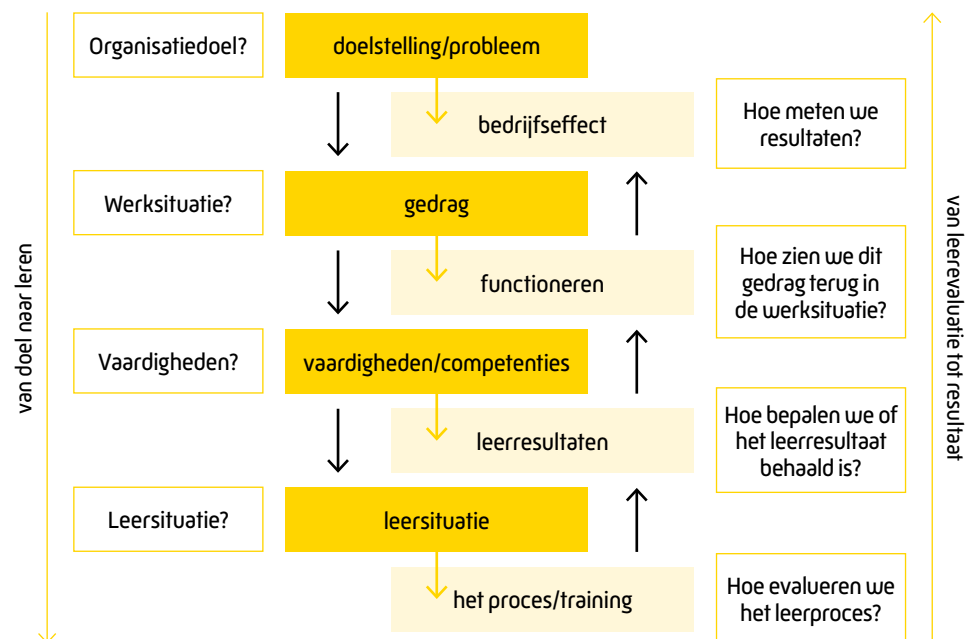 van doel naar leren
Organisatiedoel?
doelstelling/probleem
bedrijfseffect
Hoe meten we
resultaten?
Werksituatie?
gedrag
functioneren
Hoe zien we dit
gedrag terug in
de werksituatie?
Vaardigheden?
vaardigheden/competenties
leerresultaten
Hoe bepalen we of
het leerresultaat
behaald is?
Leersituatie?
leersituatie
het proces/training
Hoe evalueren we
het leerproces?
van leerevaluatie tot resultaat